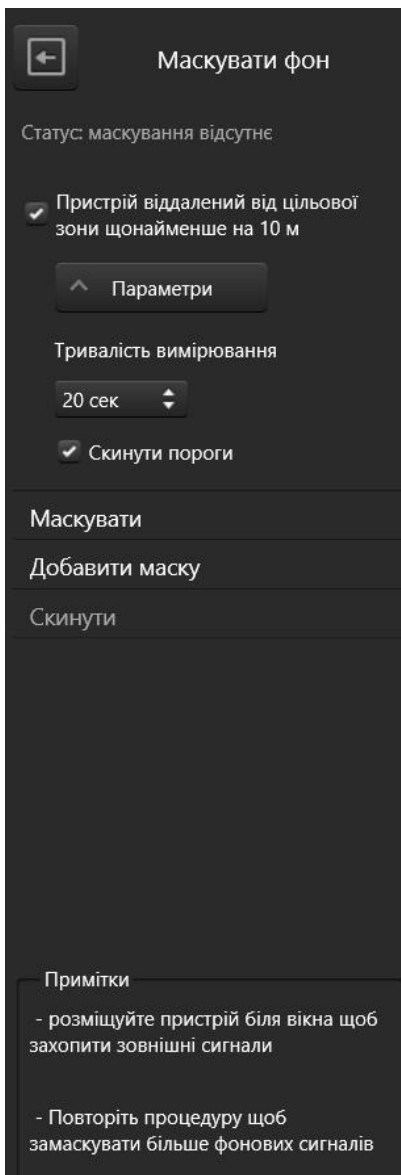 Маскувати фон
Статус: маскування відсутнє
Пристрій віддалений від цільової
зони щонайменше на 10 м
Параметри
Тривалість вимірювання
20 сек
Скинути пороги
Маскувати
Добавити маску
Скинути
Примітки
- розміщуйте пристрій біля вікна щоб
захопити зовнішні сигнали
- Повторіть процедуру щоб
замаскувати більше фонових сигналів